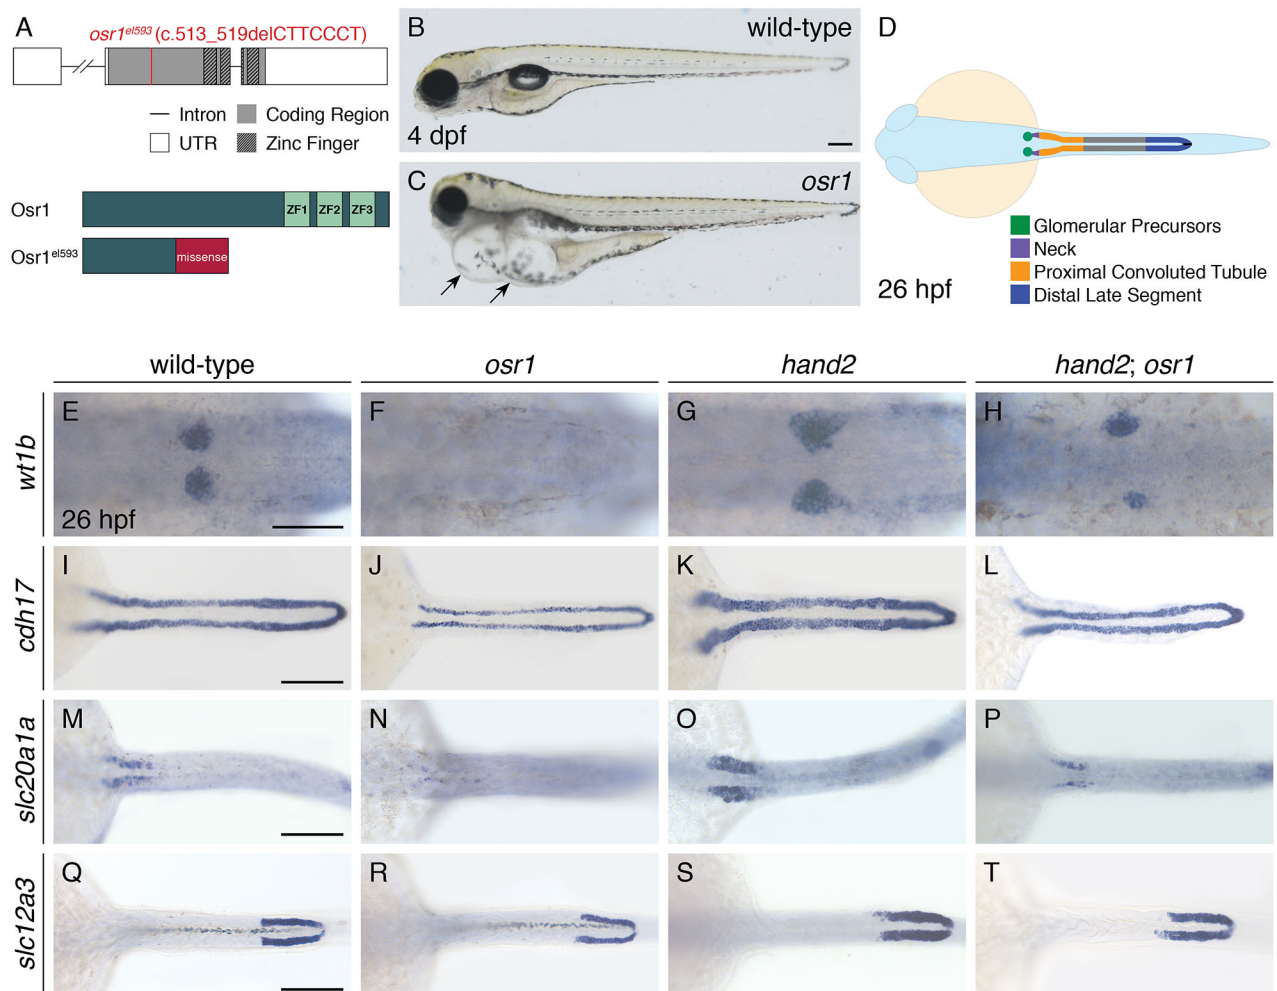 A
osr1el593 (c.513_519delCTTCCCT)
Intron
Coding Region
UTR
Zinc Finger
Osr1
ZF1 ZF2 ZF3
Osr1el593
missense
B
wild-type
4 dpf
C
osr1
D
Glomerular Precursors
Neck
Proximal Convoluted Tubule
Distal Late Segment
26 hpf
wild-type
osr1
hand2
hand2; osr1
wt1b
E
F
G
H
26 hpf
cdh17
I
J
K
L
slc20a1a
M
N
O
P
slc12a3
Q
R
S
T